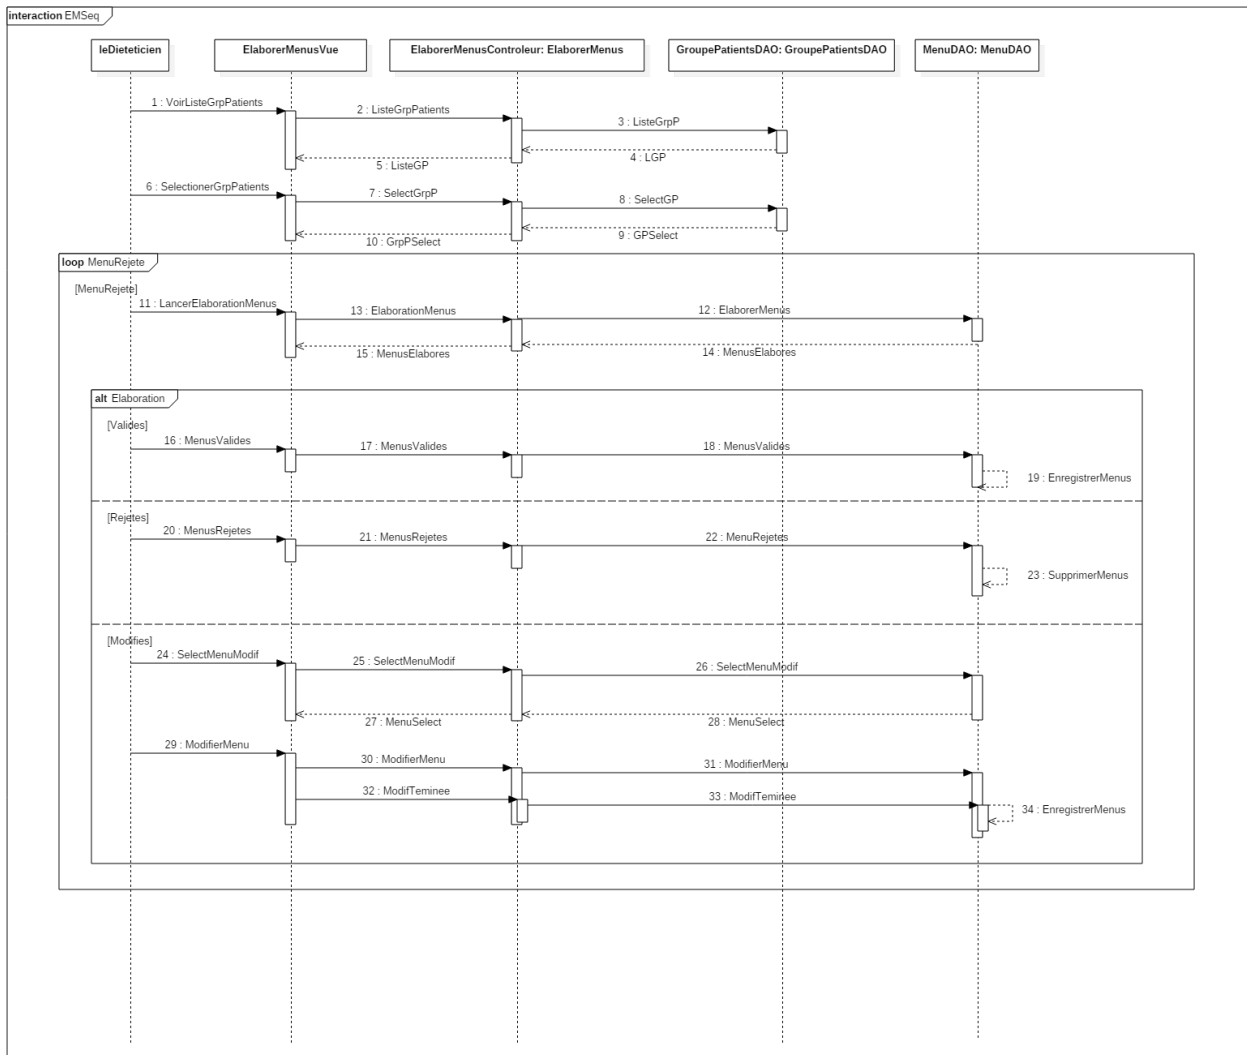 interaction EMSeq
leDieteticien
ElaborerMenusVue
ElaborerMenusControleur: ElaborerMenus
GroupePatientsDAO: GroupePatientsDAO
MenuDAO: MenuDAO
1 : VoirListeGrpPatients
2 : ListeGrpPatients
3 : ListeGrpP
4 : LGP
5 : ListeGP
6 : SelectionerGrpPatients
7 : SelectGrpP
8 : SelectGP
9 : GPSelect
10 : GrpPSelect
loop MenuRejete
[MenuRejete]
11 : LancerElaborationMenus
13 : ElaborationMenus
12 : ElaborerMenus
15 : MenusElabores
14 : MenusElabores
alt Elaboration
[Valides]
16 : MenusValides
17 : MenusValides
18 : MenusValides
19 : EnregistrerMenus
[Rejetes]
20 : MenusRejetes
21 : MenusRejetes
22 : MenuRejetes
23 : SupprimerMenus
[Modifies]
24 : SelectMenuModif
25 : SelectMenuModif
26 : SelectMenuModif
27 : MenuSelect
28 : MenuSelect
29 : ModifierMenu
30 : ModifierMenu
31 : ModifierMenu
32 : ModifTeminee
33 : ModifTeminee
34 : EnregistrerMenus